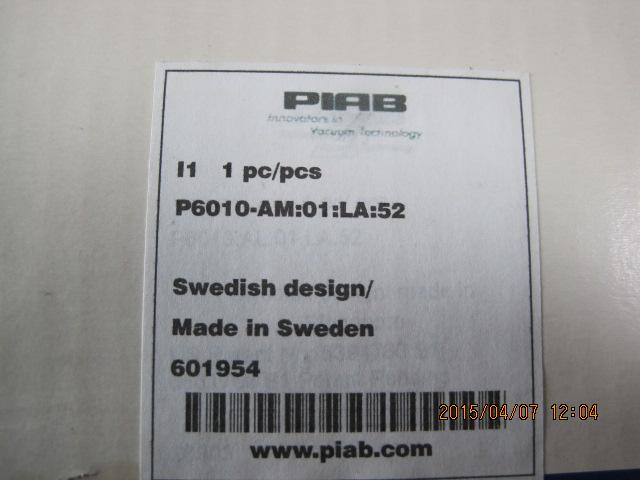 PIAB
Innovators in
Vacuum Technology
I1 1 pc/pcs
P6010-AM:01:LA:52
Swedish design/
Made in Sweden
601954
2015/04/07 12:04
www.piab.com